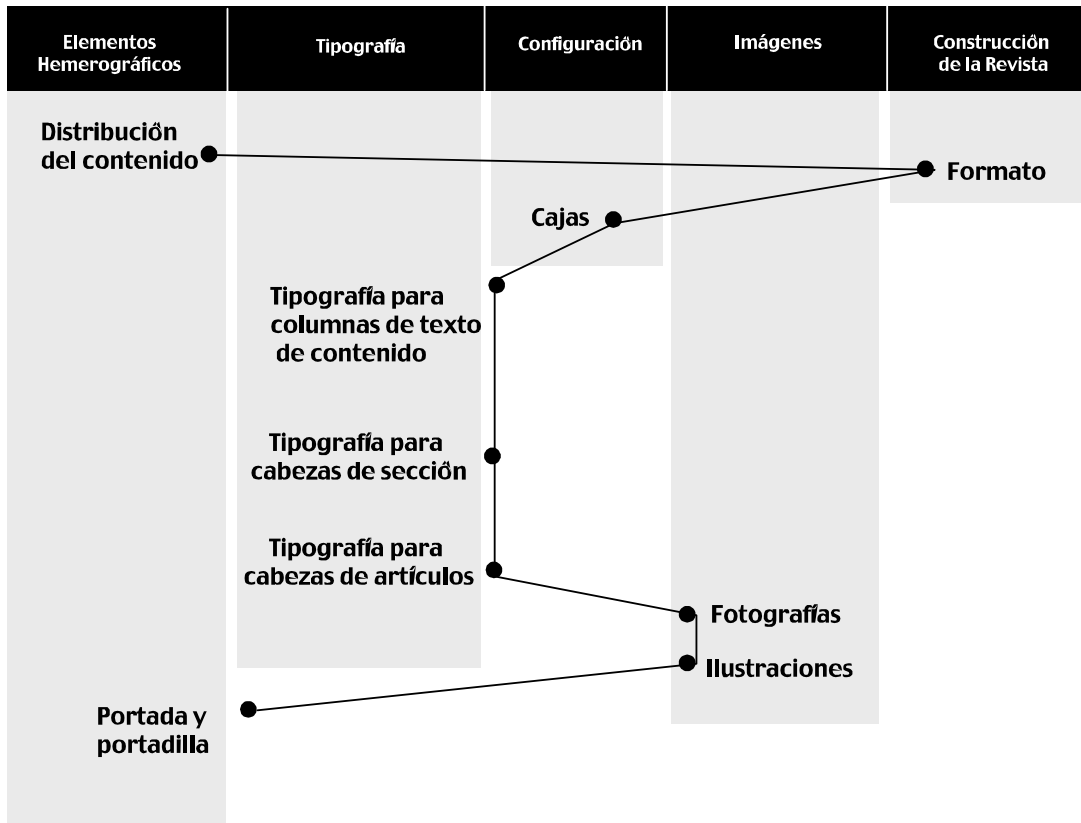 Elementos
Hemerográficos
Tipografía
Configuración
Imágenes
Construcción
de la Revista
Distribución
del contenido
Formato
Cajas
Tipografía para
columnas de texto
de contenido
Tipografía para
cabezas de sección
Tipografía para
cabezas de artículos
Fotografías
Ilustraciones
Portada y
portadilla